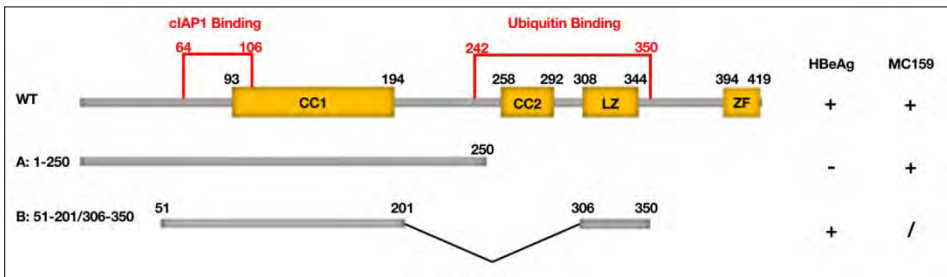 cIAP1 Binding Ubiquitin Binding
64 106 242 350
HBeAg MC159
93 194 258 292 308 344 394 419
WT CC1 CC2 LZ ZF + +
250
A: 1-250 - +
51 201 306 350
B: 51-201/306-350 + /